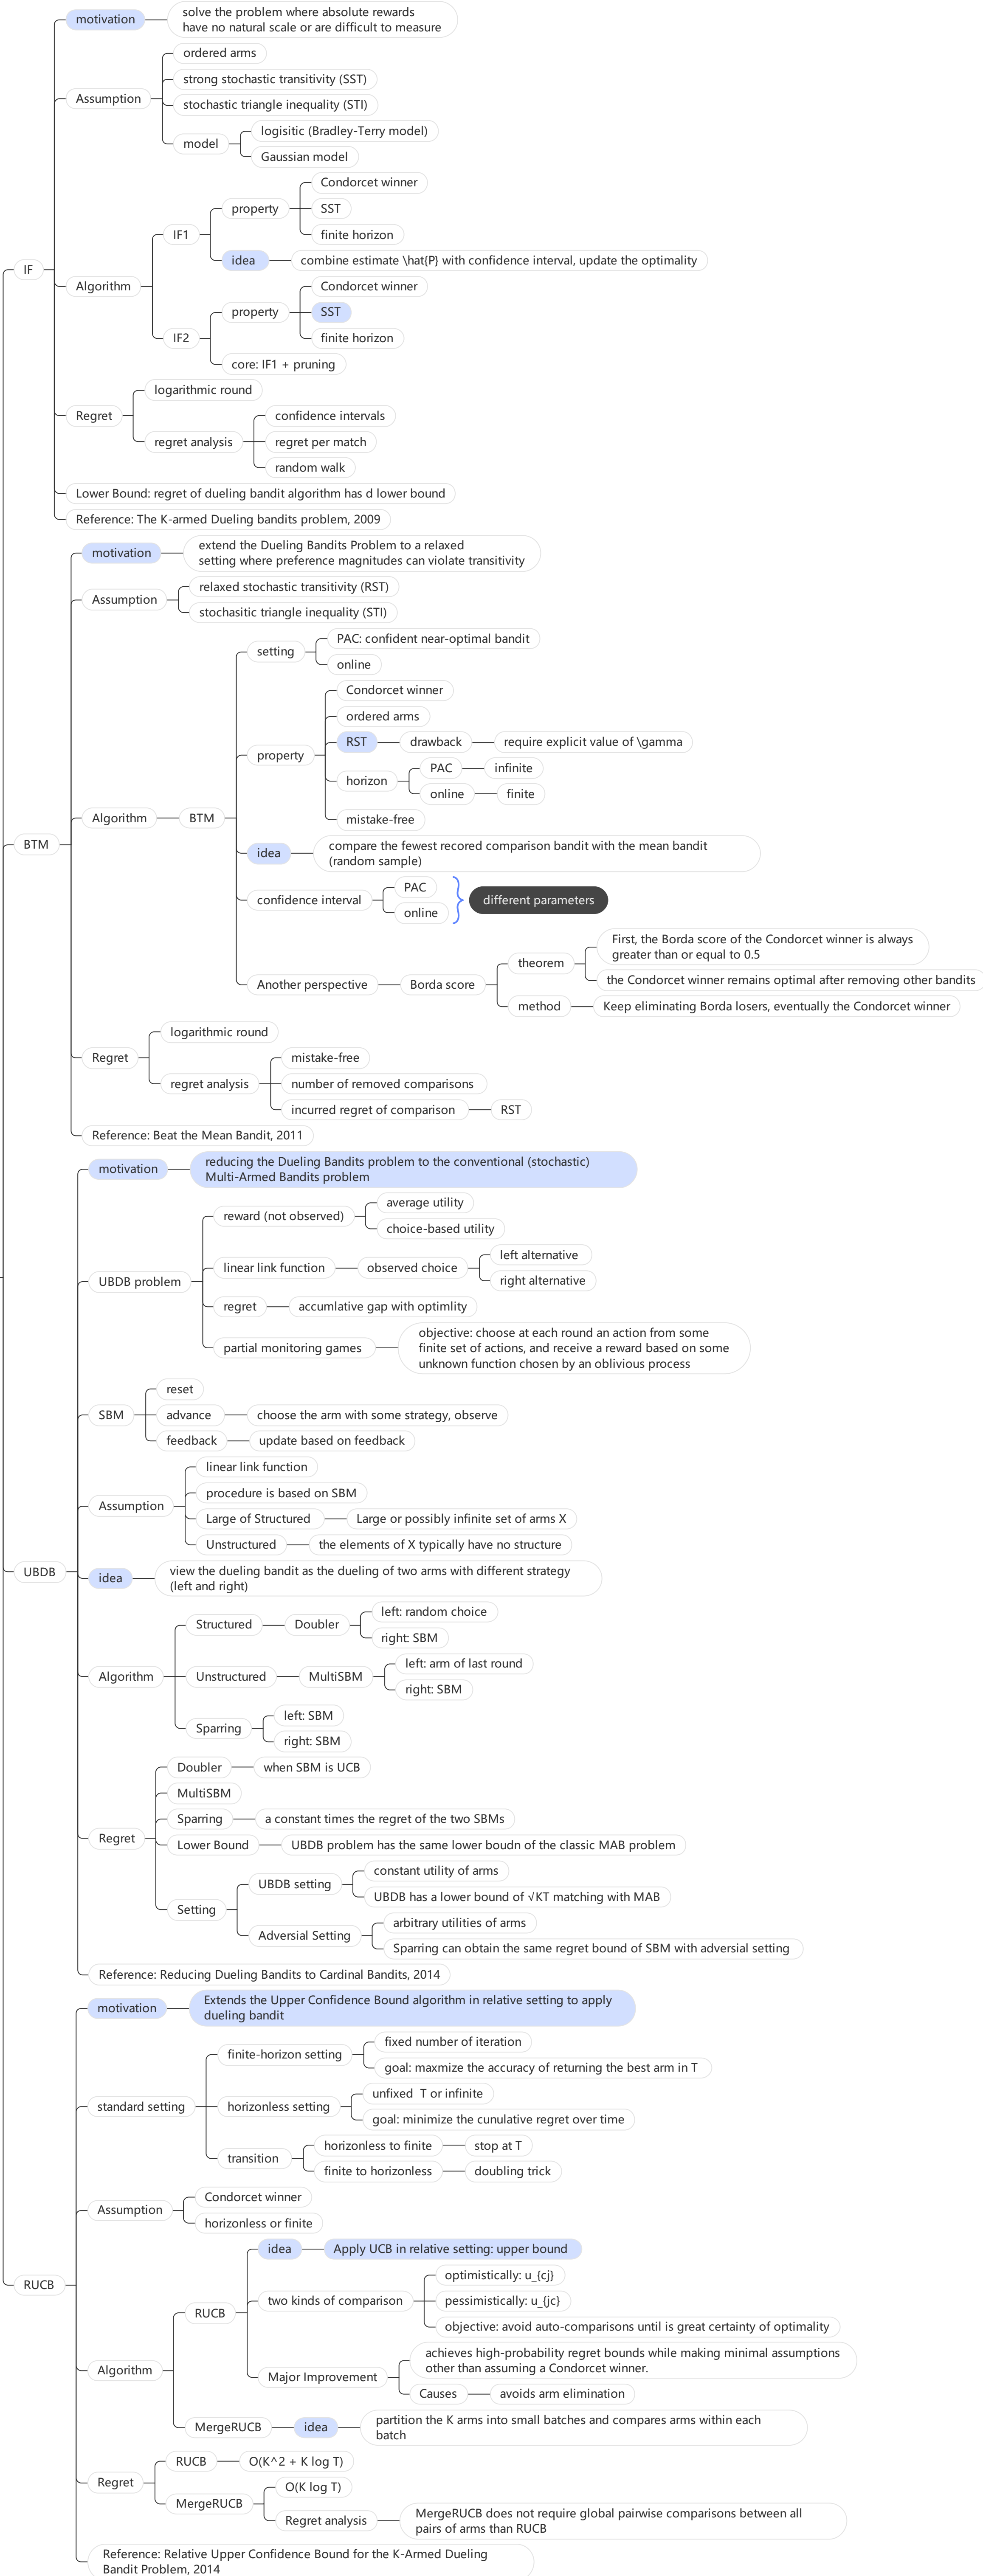 motivation
solve the problem where absolute rewards
have no natural scale or are difficult to measure
ordered arms
strong stochastic transitivity (SST)
Assumption
stochastic triangle inequality (STI)
logisitic (Bradley-Terry model)
model
Gaussian model
Condorcet winner
property
SST
IF1
finite horizon
idea
combine estimate \hat{P} with confidence interval, update the optimality
IF
Algorithm
Condorcet winner
property
SST
IF2
finite horizon
core: IF1 + pruning
logarithmic round
Regret
confidence intervals
regret analysis
regret per match
random walk
Lower Bound: regret of dueling bandit algorithm has d lower bound
Reference: The K-armed Dueling bandits problem, 2009
motivation
extend the Dueling Bandits Problem to a relaxed
setting where preference magnitudes can violate transitivity
relaxed stochastic transitivity (RST)
Assumption
stochasitic triangle inequality (STI)
PAC: confident near-optimal bandit
setting
online
Condorcet winner
ordered arms
RST
drawback
require explicit value of \gamma
property
PAC
infinite
horizon
online
finite
Algorithm
BTM
mistake-free
BTM
idea
compare the fewest recored comparison bandit with the mean bandit
(random sample)
PAC
confidence interval
different parameters
online
First, the Borda score of the Condorcet winner is always
greater than or equal to 0.5
theorem
the Condorcet winner remains optimal after removing other bandits
Another perspective
Borda score
method
Keep eliminating Borda losers, eventually the Condorcet winner
logarithmic round
Regret
mistake-free
regret analysis
number of removed comparisons
incurred regret of comparison
RST
Reference: Beat the Mean Bandit, 2011
motivation
reducing the Dueling Bandits problem to the conventional (stochastic)
Multi-Armed Bandits problem
average utility
reward (not observed)
choice-based utility
left alternative
linear link function
observed choice
right alternative
UBDB problem
regret
accumlative gap with optimlity
partial monitoring games
objective: choose at each round an action from some
finite set of actions, and receive a reward based on some
unknown function chosen by an oblivious process
reset
SBM
advance
choose the arm with some strategy, observe
feedback
update based on feedback
linear link function
procedure is based on SBM
Assumption
Large of Structured
Large or possibly infinite set of arms X
Unstructured
the elements of X typically have no structure
UBDB
idea
view the dueling bandit as the dueling of two arms with different strategy
(left and right)
left: random choice
Structured
Doubler
right: SBM
left: arm of last round
Algorithm
Unstructured
MultiSBM
right: SBM
left: SBM
Sparring
right: SBM
Doubler
when SBM is UCB
MultiSBM
Sparring
a constant times the regret of the two SBMs
Regret
Lower Bound
UBDB problem has the same lower boudn of the classic MAB problem
constant utility of arms
UBDB setting
UBDB has a lower bound of √KT matching with MAB
Setting
arbitrary utilities of arms
Adversial Setting
Sparring can obtain the same regret bound of SBM with adversial setting
Reference: Reducing Dueling Bandits to Cardinal Bandits, 2014
motivation
Extends the Upper Confidence Bound algorithm in relative setting to apply
dueling bandit
fixed number of iteration
finite-horizon setting
goal: maxmize the accuracy of returning the best arm in T
unfixed T or infinite
standard setting
horizonless setting
goal: minimize the cunulative regret over time
horizonless to finite
stop at T
transition
finite to horizonless
doubling trick
Condorcet winner
Assumption
horizonless or finite
idea
Apply UCB in relative setting: upper bound
RUCB
optimistically: u_{cj}
two kinds of comparison
pessimistically: u_{jc}
RUCB
objective: avoid auto-comparisons until is great certainty of optimality
achieves high-probability regret bounds while making minimal assumptions
other than assuming a Condorcet winner.
Algorithm
Major Improvement
Causes
avoids arm elimination
MergeRUCB
idea
partition the K arms into small batches and compares arms within each
batch
RUCB
O(K^2 + K log T)
Regret
O(K log T)
MergeRUCB
Regret analysis
MergeRUCB does not require global pairwise comparisons between all
pairs of arms than RUCB
Reference: Relative Upper Confidence Bound for the K-Armed Dueling
Bandit Problem, 2014